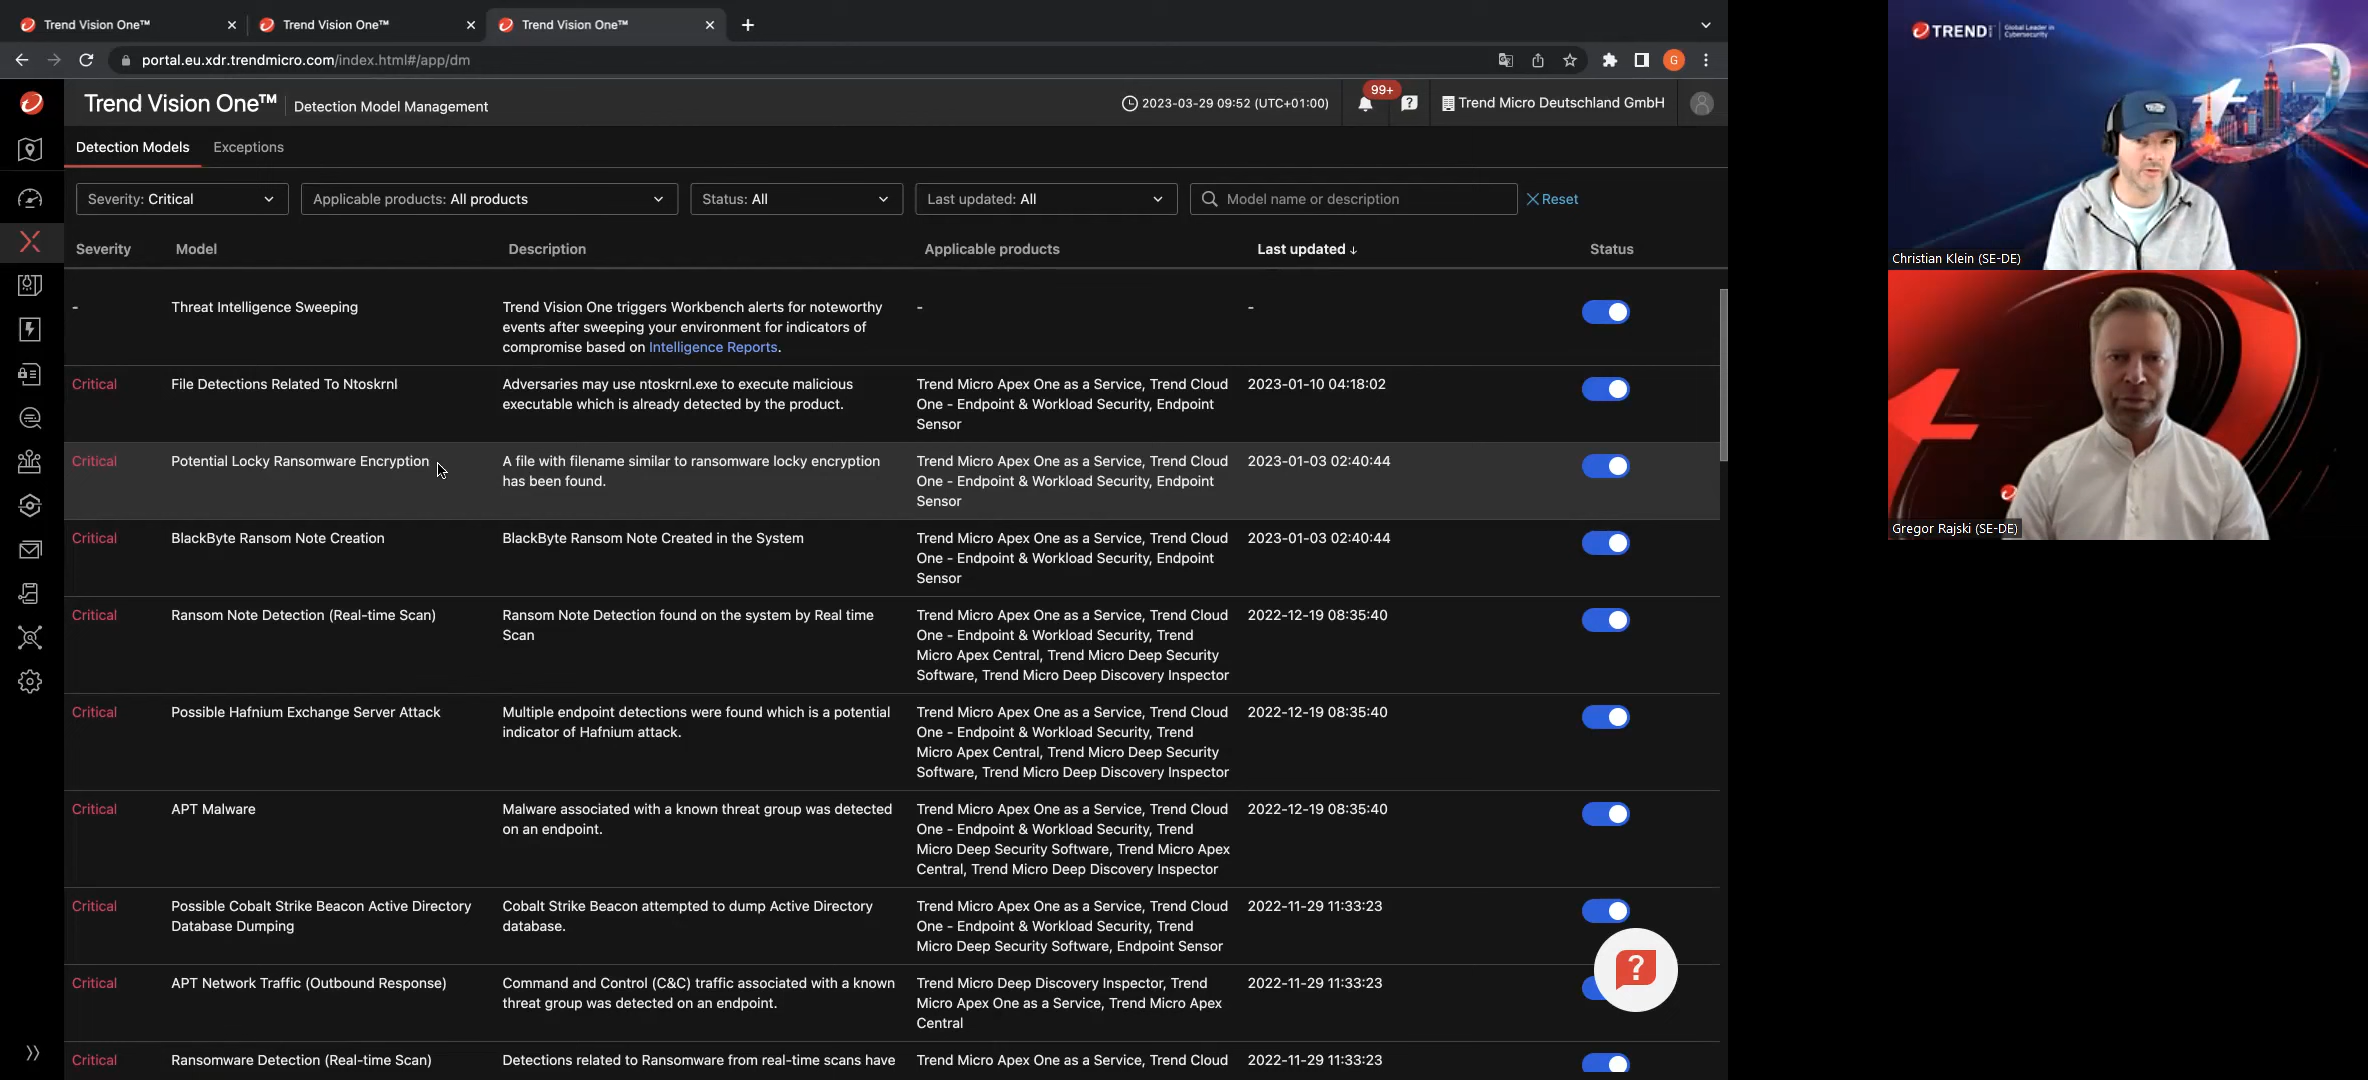 Trend Vision One™
Trend Vision One™
Trend Vision One™
portal.eu.xdr.trendmicro.com/index.html#/app/dm
G
Trend Vision One™ | Detection Model Management
2023-03-29 09:52 (UTC+01:00)
99+
Trend Micro Deutschland GmbH
Detection Models
Exceptions
Severity: Critical
Applicable products: All products
Status: All
Last updated: All
Model name or description
Reset
Severity
Model
Description
Applicable products
Last updated ↓
Status
-
Threat Intelligence Sweeping
Trend Vision One triggers Workbench alerts for noteworthy
events after sweeping your environment for indicators of
compromise based on Intelligence Reports.
-
-
Critical
File Detections Related To Ntoskrnl
Adversaries may use ntoskrnl.exe to execute malicious
executable which is already detected by the product.
Trend Micro Apex One as a Service, Trend Cloud
One - Endpoint & Workload Security, Endpoint
Sensor
2023-01-10 04:18:02
Critical
Potential Locky Ransomware Encryption
A file with filename similar to ransomware locky encryption
has been found.
Trend Micro Apex One as a Service, Trend Cloud
One - Endpoint & Workload Security, Endpoint
Sensor
2023-01-03 02:40:44
Critical
BlackByte Ransom Note Creation
BlackByte Ransom Note Created in the System
Trend Micro Apex One as a Service, Trend Cloud
One - Endpoint & Workload Security, Endpoint
Sensor
2023-01-03 02:40:44
Critical
Ransom Note Detection (Real-time Scan)
Ransom Note Detection found on the system by Real time
Scan
Trend Micro Apex One as a Service, Trend Cloud
One - Endpoint & Workload Security, Trend
Micro Apex Central, Trend Micro Deep Security
Software, Trend Micro Deep Discovery Inspector
2022-12-19 08:35:40
Critical
Possible Hafnium Exchange Server Attack
Multiple endpoint detections were found which is a potential
indicator of Hafnium attack.
Trend Micro Apex One as a Service, Trend Cloud
One - Endpoint & Workload Security, Trend
Micro Apex Central, Trend Micro Deep Security
Software, Trend Micro Deep Discovery Inspector
2022-12-19 08:35:40
Critical
APT Malware
Malware associated with a known threat group was detected
on an endpoint.
Trend Micro Apex One as a Service, Trend Cloud
One - Endpoint & Workload Security, Trend
Micro Deep Security Software, Trend Micro Apex
Central, Trend Micro Deep Discovery Inspector
2022-12-19 08:35:40
Critical
Possible Cobalt Strike Beacon Active Directory
Database Dumping
Cobalt Strike Beacon attempted to dump Active Directory
database.
Trend Micro Apex One as a Service, Trend Cloud
One - Endpoint & Workload Security, Trend
Micro Deep Security Software, Endpoint Sensor
2022-11-29 11:33:23
Critical
APT Network Traffic (Outbound Response)
Command and Control (C&C) traffic associated with a known
threat group was detected on an endpoint.
Trend Micro Deep Discovery Inspector, Trend
Micro Apex One as a Service, Trend Micro Apex
Central
2022-11-29 11:33:23
Critical
Ransomware Detection (Real-time Scan)
Detections related to Ransomware from real-time scans have
Trend Micro Apex One as a Service, Trend Cloud
2022-11-29 11:33:23
?
TREND
Global Leader in
Cybersecurity
Christian Klein (SE-DE)
Gregor Rajski (SE-DE)